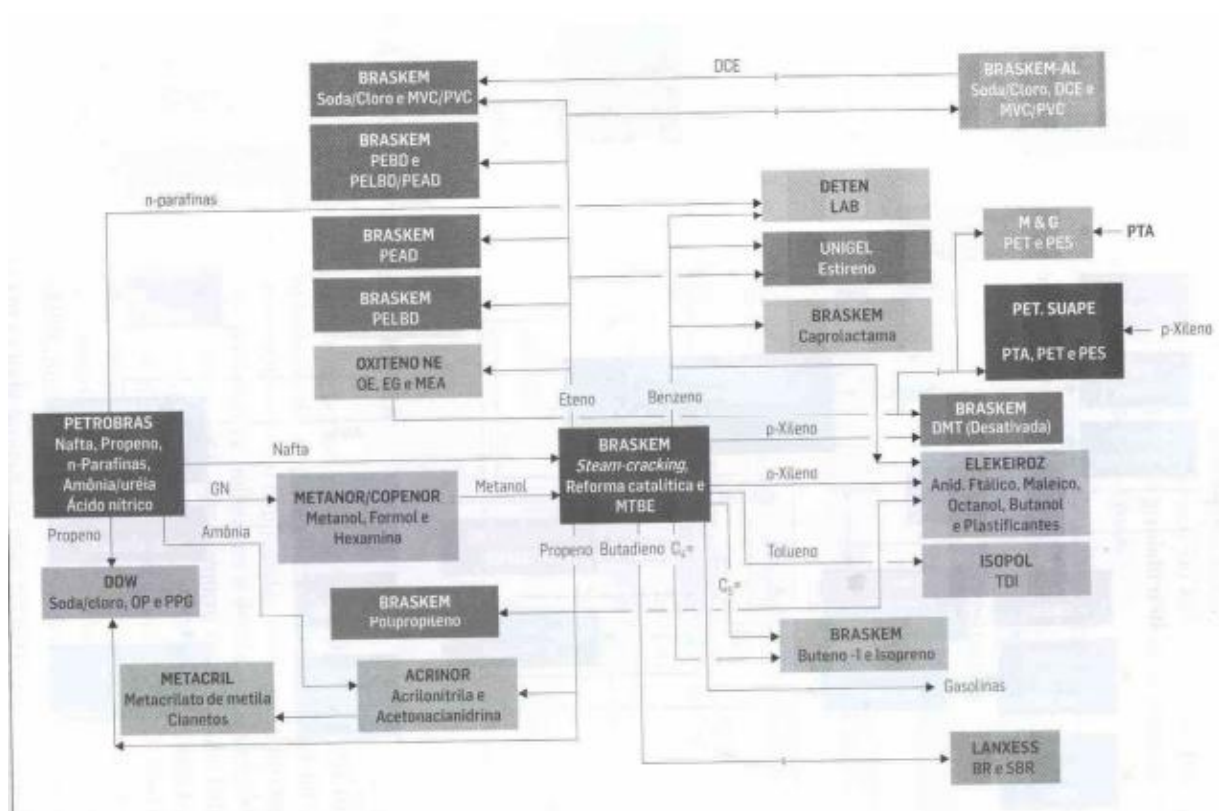 DCE
BRASKEM
Soda/Cloro e MVC/PVC
BRASKEM-AL
Soda/Cloro, DCE e
MVC/PVC
BRASKEM
PEBD e
PELBD/PEAD
n-parafinas
DETEN
LAB
BRASKEM
PEAD
UNIGEL
Estireno
M & G
PET e PES
PTA
BRASKEM
PELBD
BRASKEM
Caprolactama
PET. SUAPE
PTA, PET e PES
p-Xileno
OXITENO NE
OE, EG e MEA
Eteno
Benzeno
PETROBRAS
Nafta, Propeno,
n-Parafinas,
Amônia/uréia
Ácido nítrico
Nafta
BRASKEM
Steam-cracking,
Reforma catalítica e
MTBE
p-Xileno
BRASKEM
DMT (Desativada)
GN
METANOR/COPENOR
Metanol, Formol e
Hexamina
Metanol
p-Xileno
ELEKEIROZ
Anid. Ftálico, Maleico,
Octanol, Butanol
e Plastificantes
Propeno
Amônia
Propeno
Butadieno
C₄=
Tolueno
ISOPOL
TDI
DOW
Soda/cloro, OP e PPG
BRASKEM
Polipropileno
C₅=
BRASKEM
Buteno -1 e Isopreno
METACRIL
Metacrilato de metila
Cianetos
ACRINOR
Acrilonitrila e
Acetonacianidrina
Gasolinas
LANXESS
BR e SBR